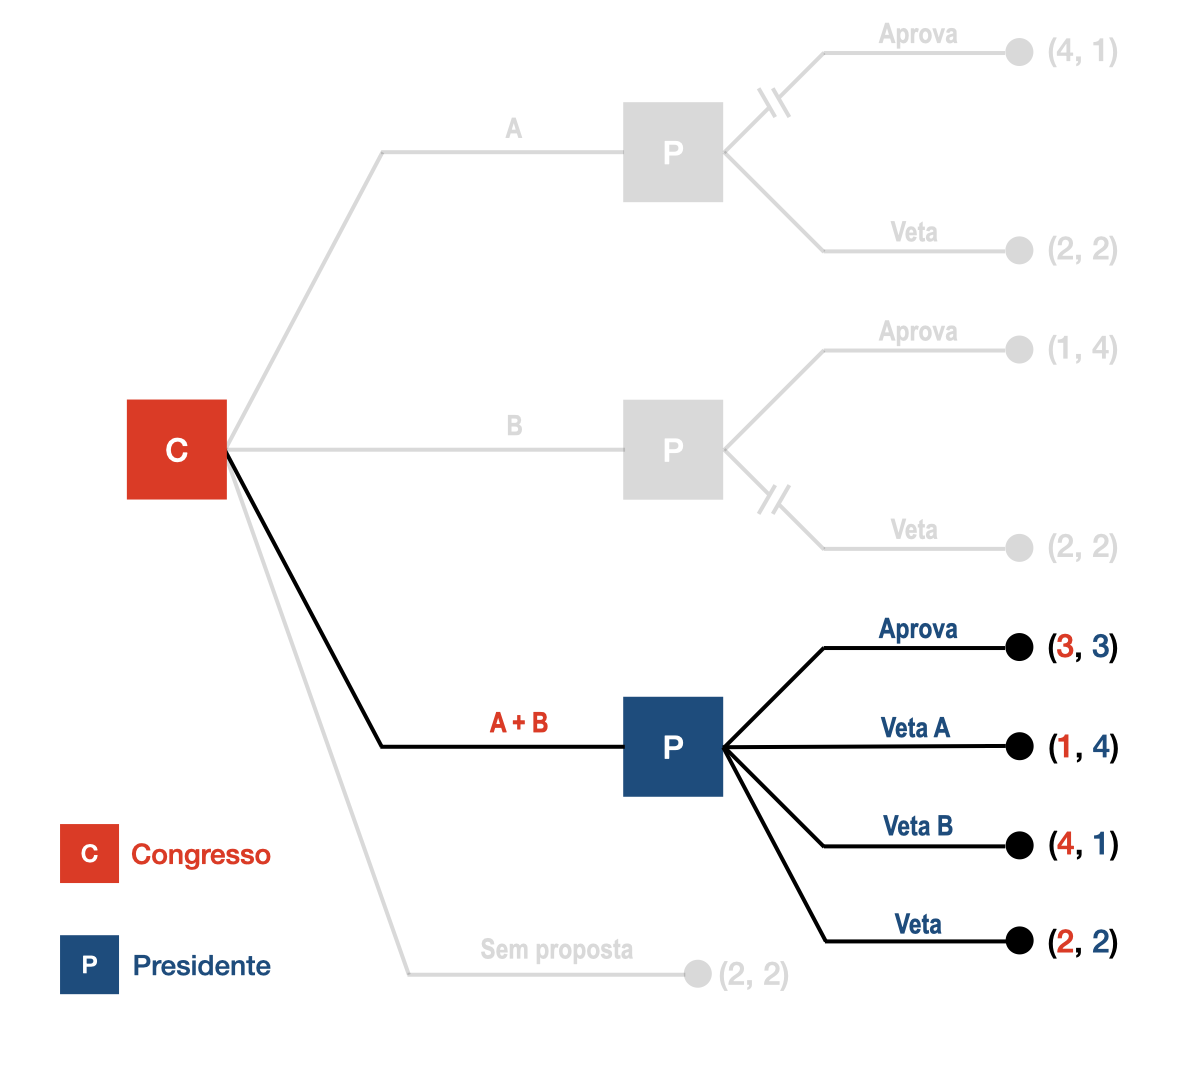 Aprova
(4, 1)
A
P
Veta
(2, 2)
Aprova
(1, 4)
C
B
P
Veta
(2, 2)
Aprova
(3, 3)
A + B
P
Veta A
(1, 4)
Veta B
(4, 1)
Veta
(2, 2)
Sem proposta
(2, 2)
C
Congresso
P
Presidente